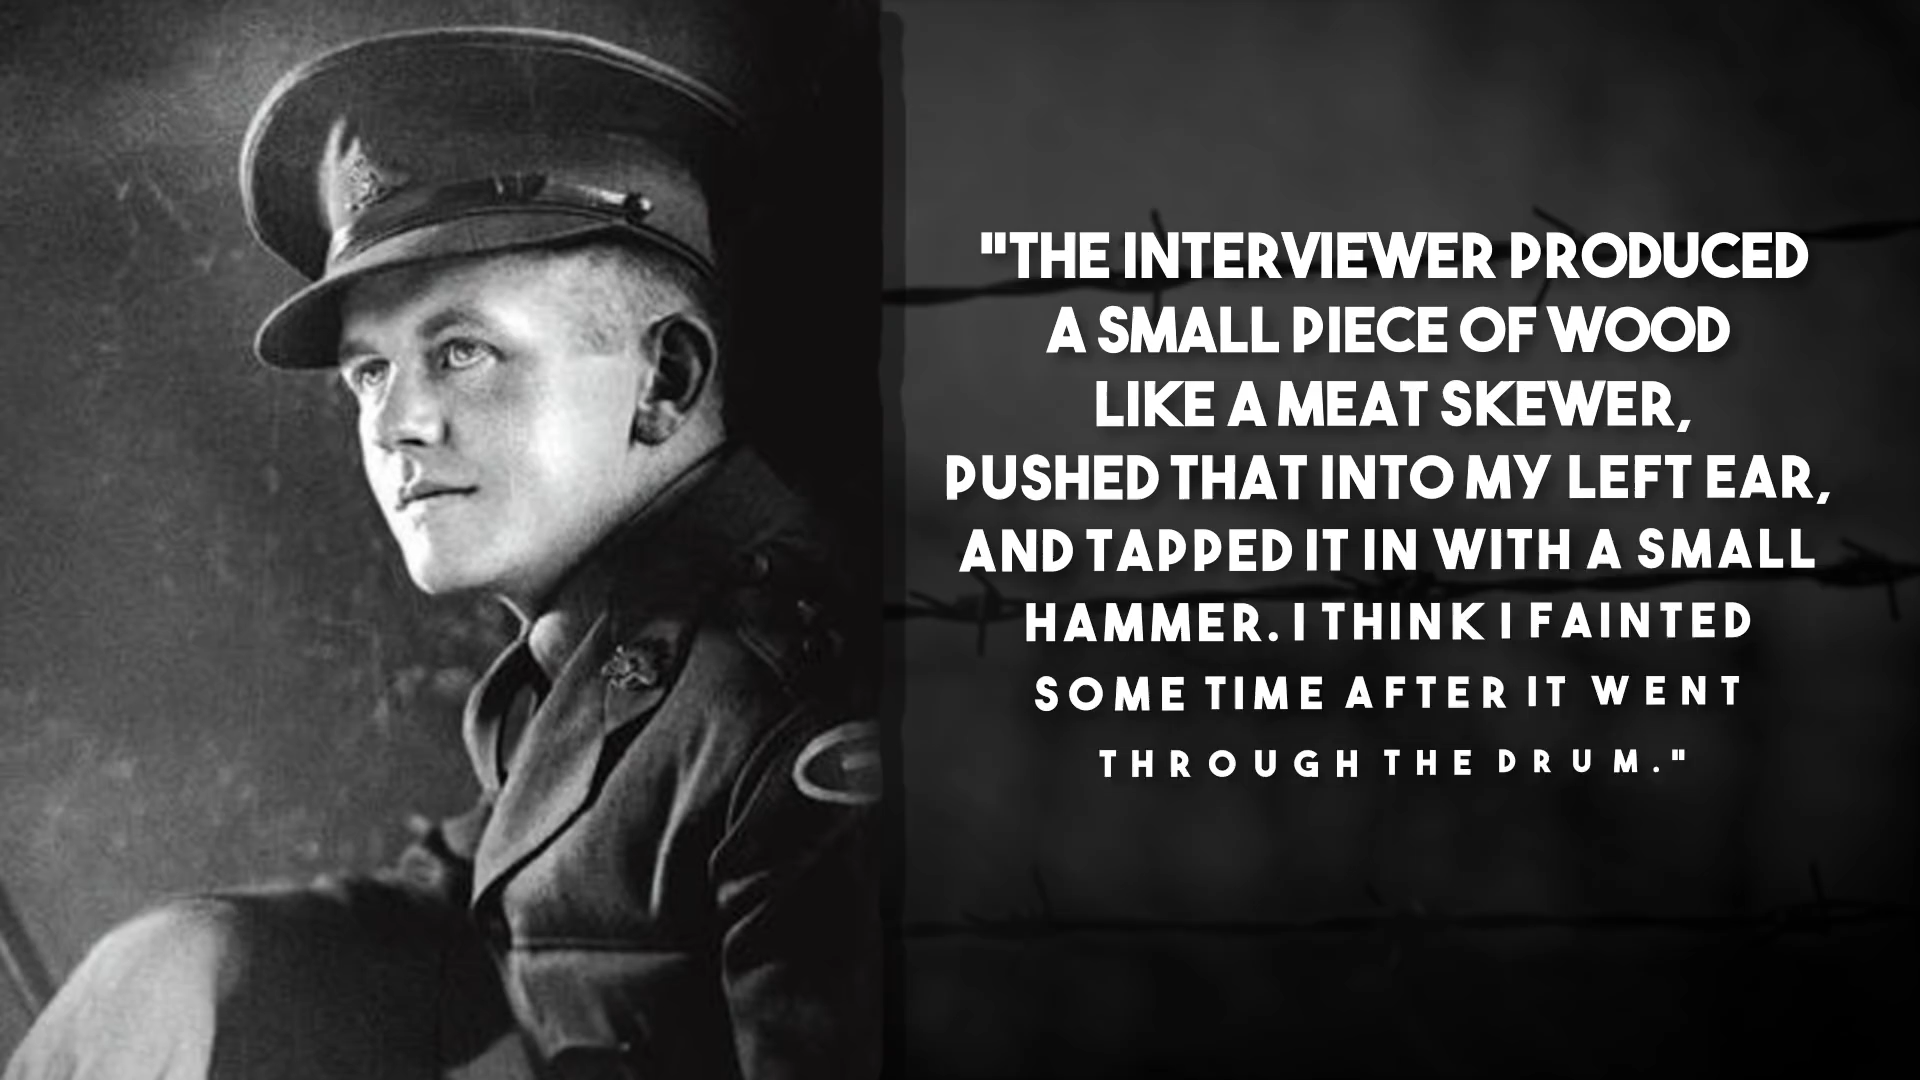 "THE INTERVIEWER PRODUCED
A SMALL PIECE OF WOOD
LIKE A MEAT SKEWER,
PUSHED THAT INTO MY LEFT EAR,
AND TAPPED IT IN WITH A SMALL
HAMMER. I THINK I FAINTED
SOME TIME AFTER IT WENT
THROUGH THE DRUM."